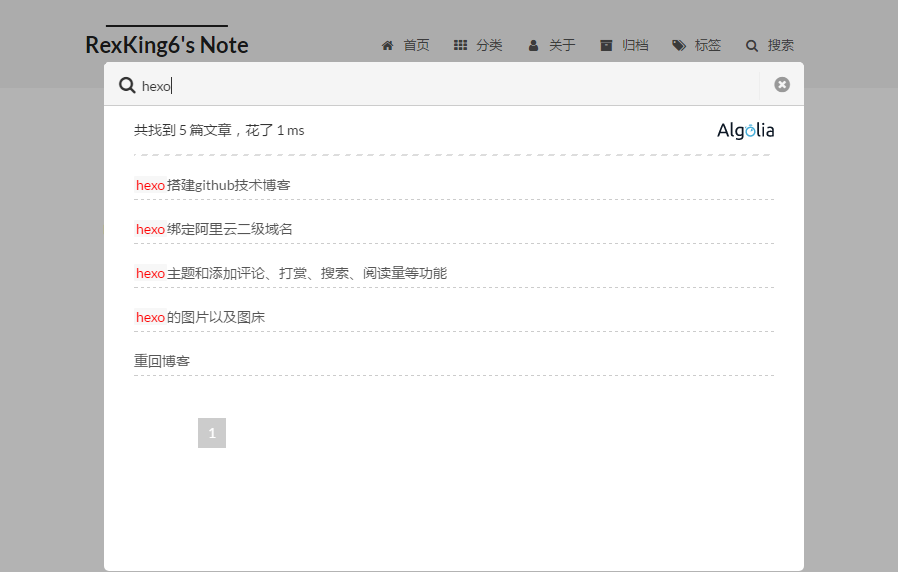 RexKing6's Note 首页 分类 关于 归档 标签 搜索
hexo
共找到 5 篇文章，花了 1 ms Algolia
hexo搭建github技术博客
hexo绑定阿里云二级域名
hexo主题和添加评论、打赏、搜索、阅读量等功能
hexo的图片以及图床
重回博客
1